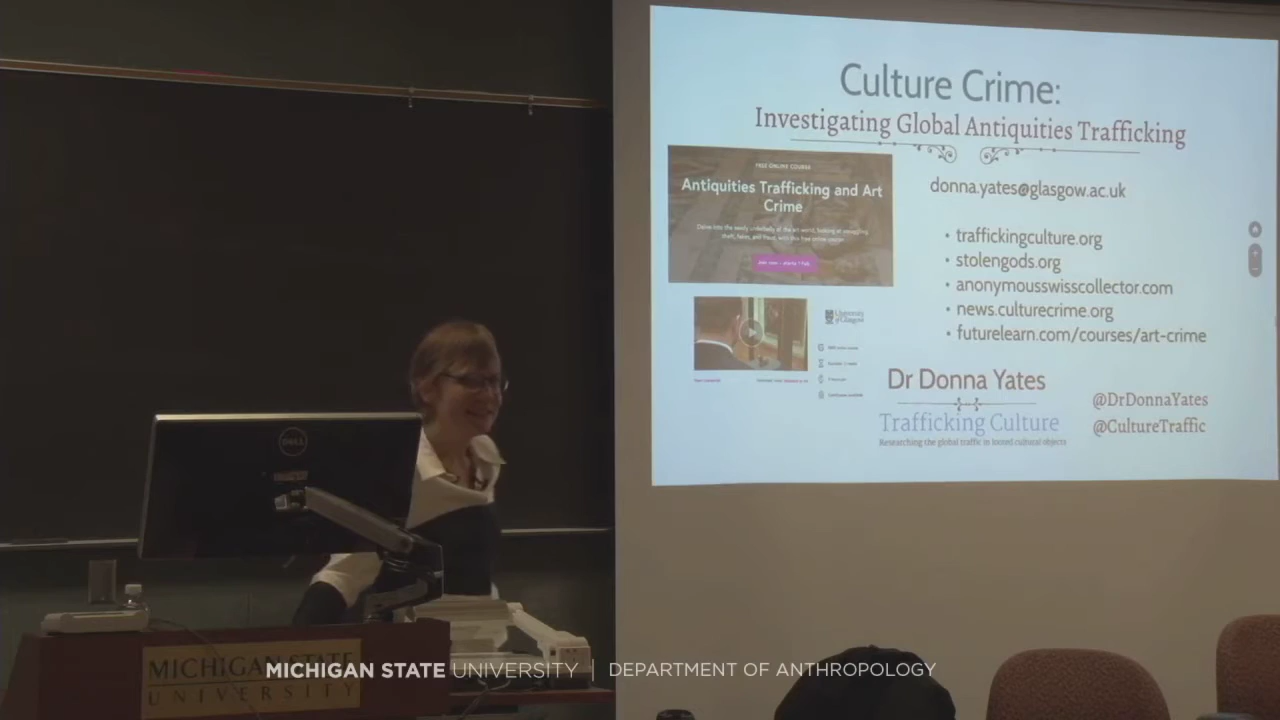 Culture Crime:
Investigating Global Antiquities Trafficking
FREE ONLINE COURSE
Antiquities Trafficking and Art
Crime
donna.yates@glasgow.ac.uk
• traffickingculture.org
• stolengods.org
• anonymousswisscollector.com
• news.culturecrime.org
• futurelearn.com/courses/art-crime
University
of Glasgow
Dr Donna Yates
Trafficking Culture
Researching the global traffic in looted cultural objects
@DrDonnaYates
@CultureTraffic
DELL
MICHIGAN STATE
UNIVERSITY
MICHIGAN STATE UNIVERSITY | DEPARTMENT OF ANTHROPOLOGY